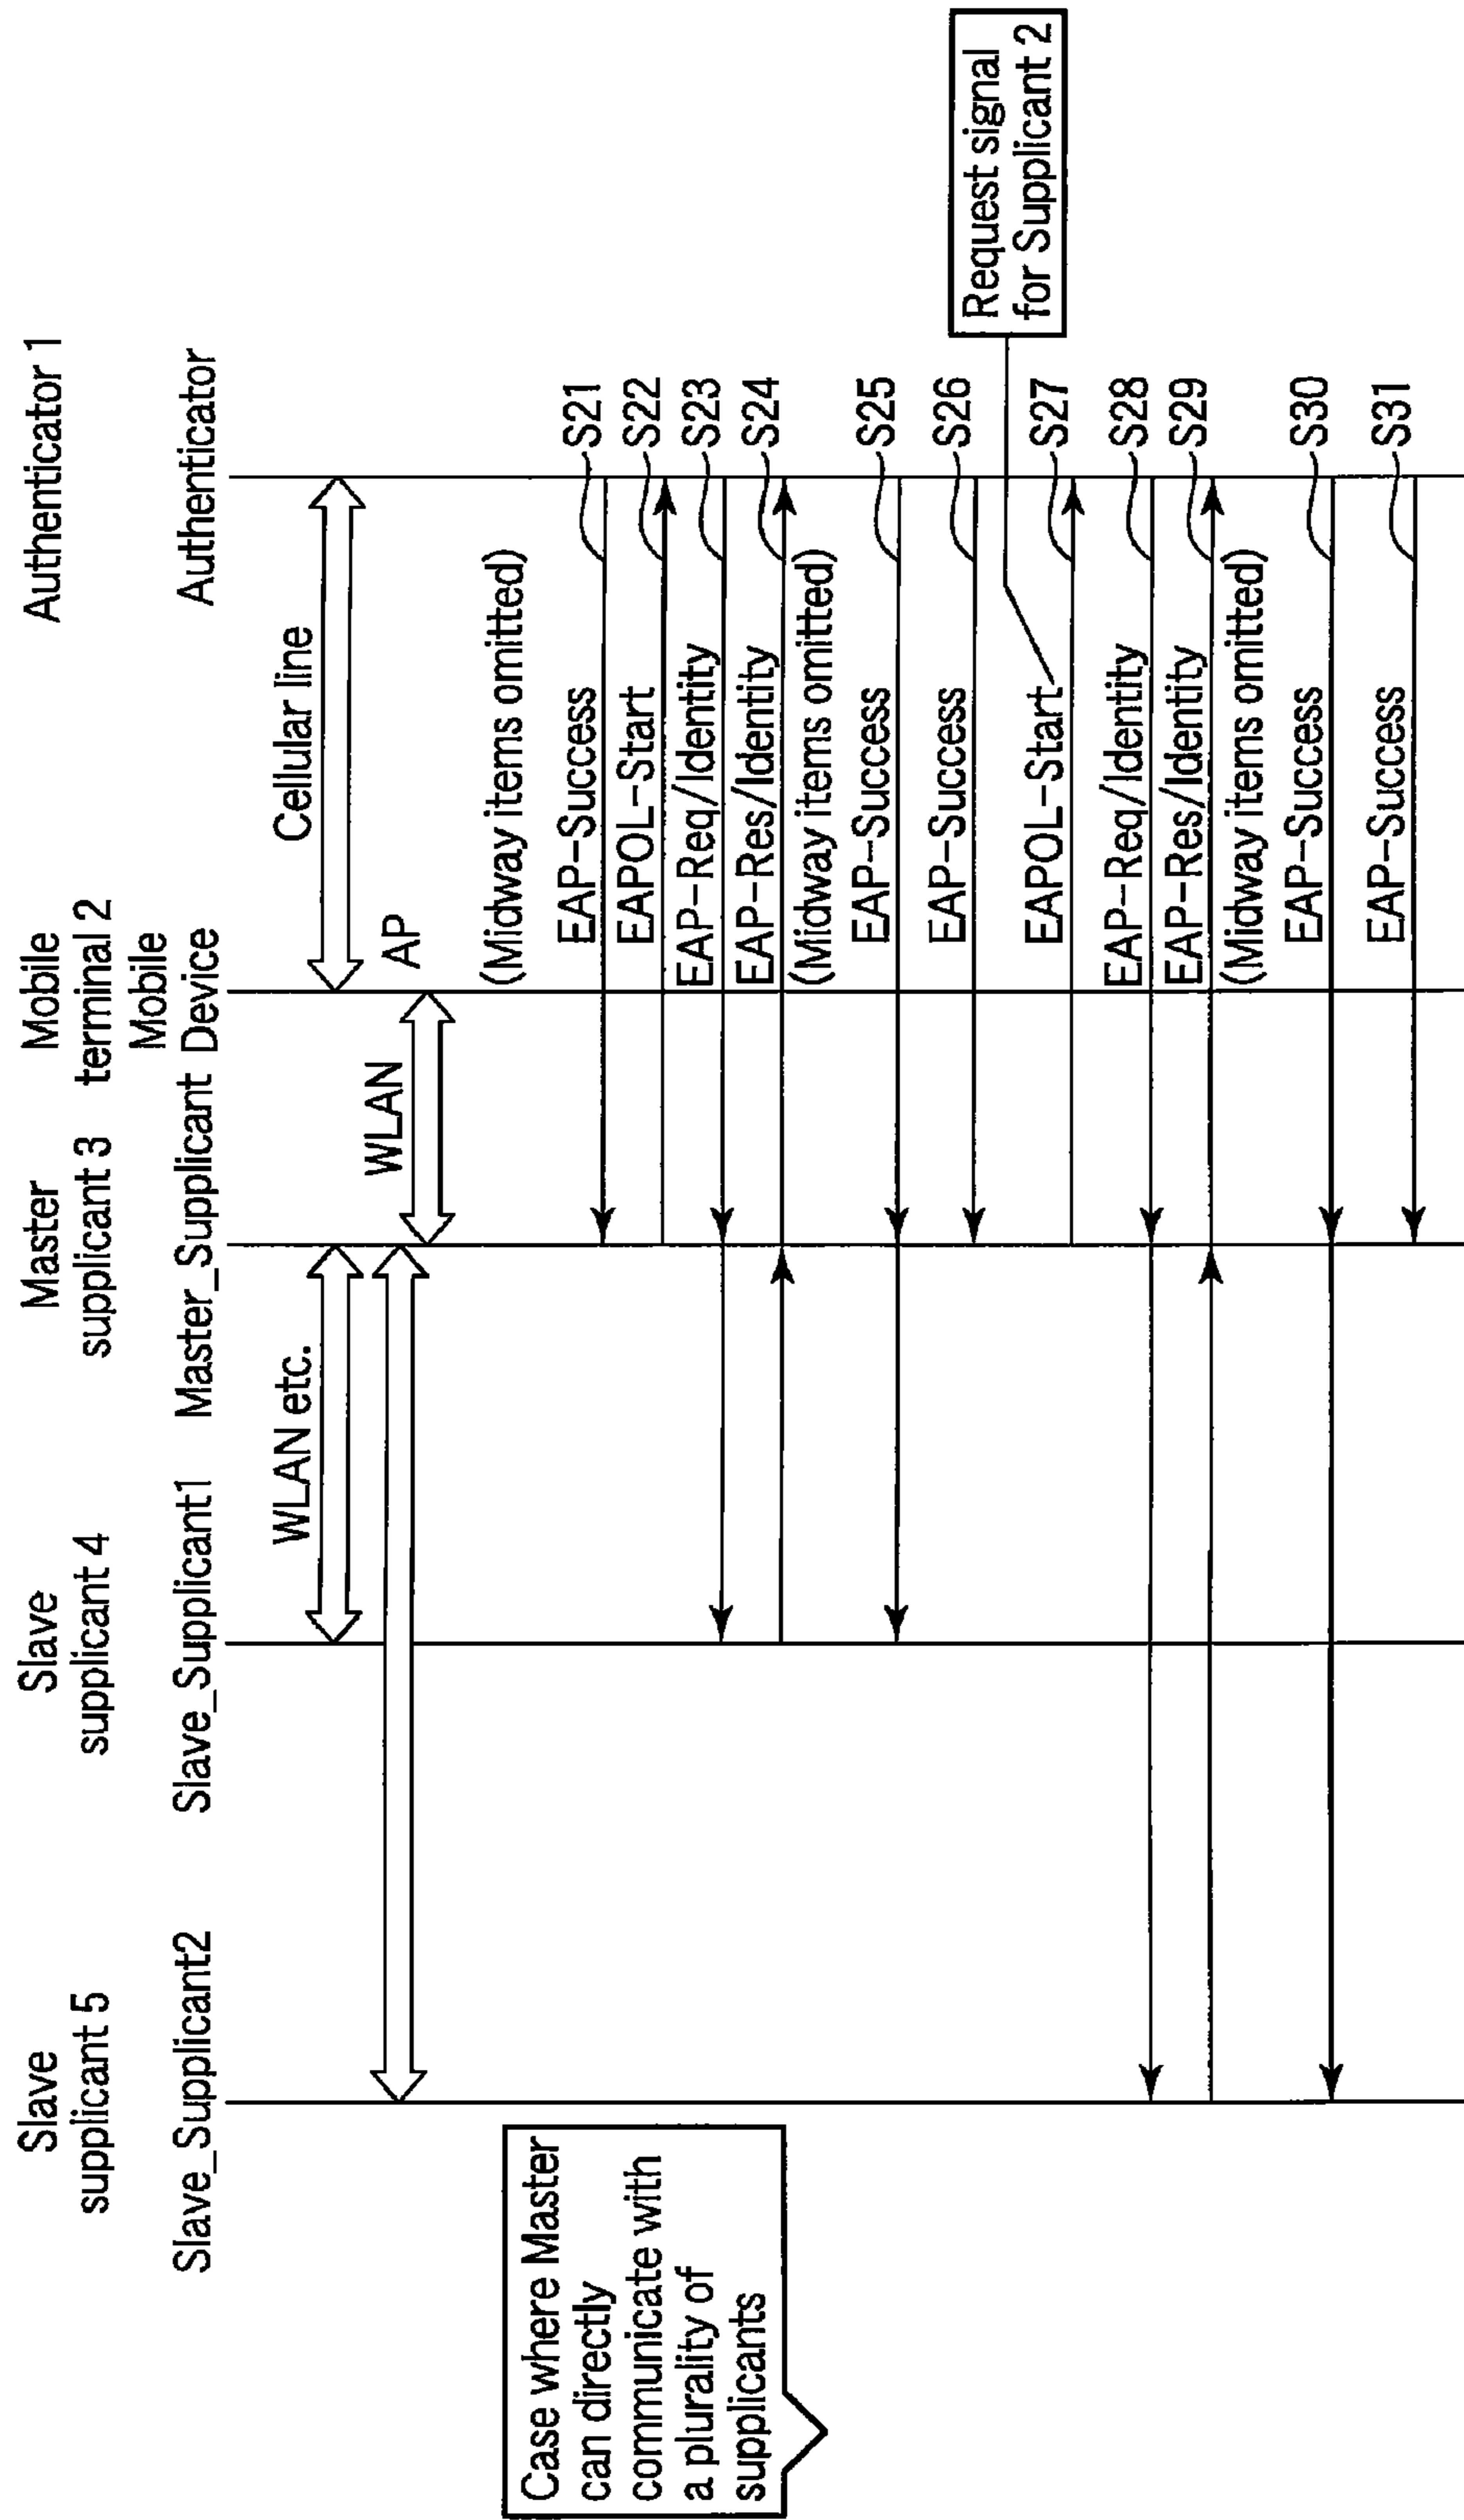 Slave
supplicant 5
Slave
supplicant 4
Master
supplicant 3
Mobile
terminal 2
Authenticator 1
Slave_Supplicant2
Slave_Supplicant1
Master_Supplicant
Mobile
Device
Authenticator
WLAN etc.
Cellular line
WLAN
AP
Case where Master
can directly
communicate with
a plurality of
supplicants
(Midway items omitted)
EAP-Success
S21
EAPOL-Start
S22
EAP-Req/Identity
S23
EAP-Res/Identity
S24
(Midway items omitted)
EAP-Success
S25
EAP-Success
S26
Request signal
for Supplicant 2
EAPOL-Start
S27
EAP-Req/Identity
S28
EAP-Res/Identity
S29
(Midway items omitted)
EAP-Success
S30
EAP-Success
S31